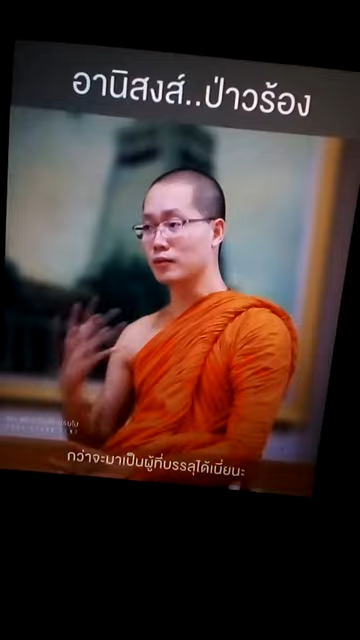 อานิสงส์..ป่าวร้อง
กว่าจะมาเป็นผู้ที่บรรลุได้เนี่ยนะ